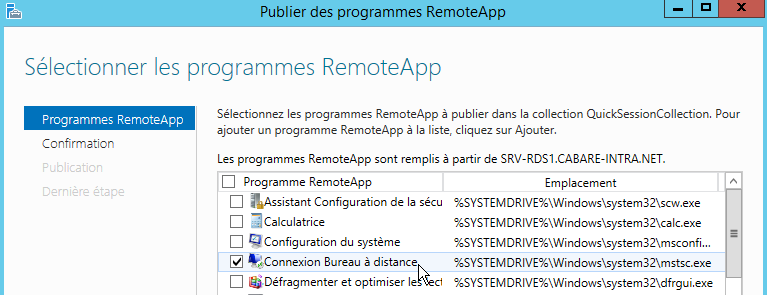 Publier des programmes RemoteApp
Sélectionner les programmes RemoteApp
Programmes RemoteApp
Confirmation
Publication
Dernière étape
Sélectionnez les programmes RemoteApp à publier dans la collection QuickSessionCollection. Pour
ajouter un programme RemoteApp à la liste, cliquez sur Ajouter.
Les programmes RemoteApp sont remplis à partir de SRV-RDS1.CABARE-INTRA.NET.
Programme RemoteApp Emplacement
Assistant Configuration de la sécu %SYSTEMDRIVE%\Windows\system32\scw.exe
Calculatrice %SYSTEMDRIVE%\Windows\system32\calc.exe
Configuration du système %SYSTEMDRIVE%\Windows\system32\msconfi...
Connexion Bureau à distance %SYSTEMDRIVE%\Windows\system32\mstsc.exe
Défragmenter et optimiser les lect %SYSTEMDRIVE%\Windows\system32\dfrgui.exe